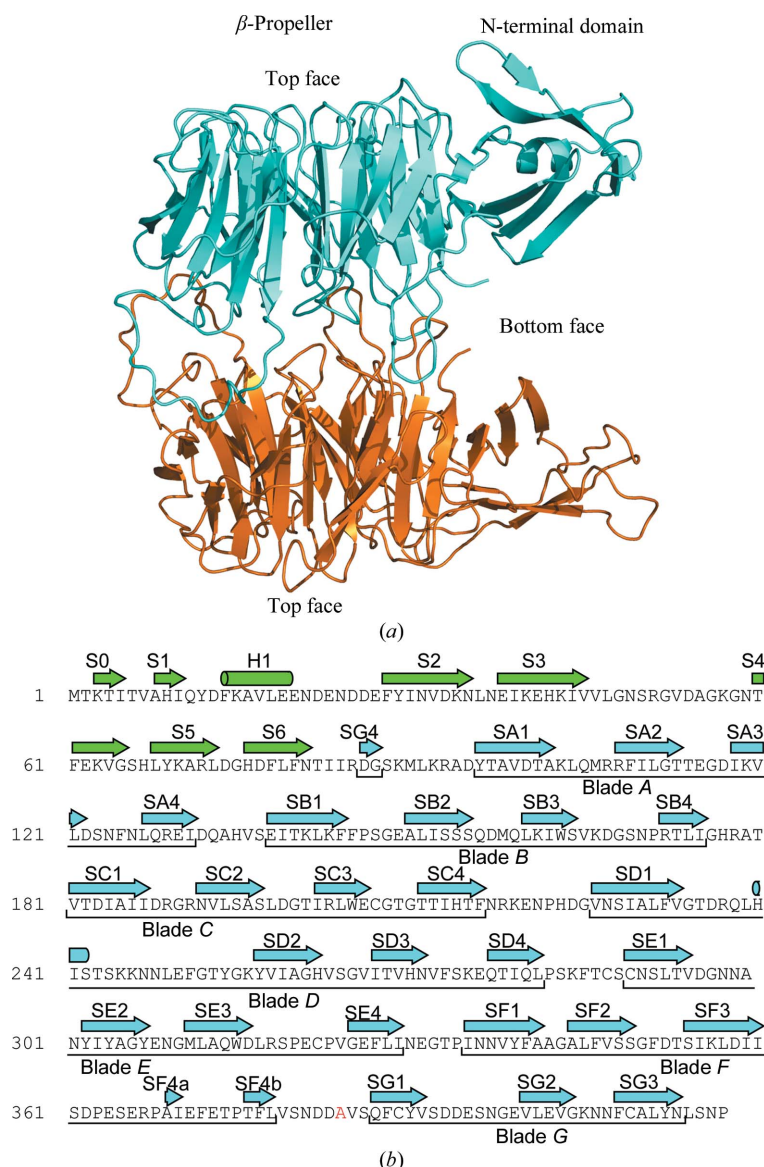 β-Propeller
N-terminal domain
Top face
Bottom face
Top face
(a)
S0 S1 H1 S2 S3 S4
1 MTKTITVAHIQYDFKAVLEENDENDDEFYINVDKNLNEIKEHKIVVLGNSRGVDAGKGNT
S5 S6 SG4 SA1 SA2 SA3
61 FEKVGSHLYKARLDGHDFLFNTIIRDGSKMLKRADYTAVDTAKLQMRRFILGTTEGDIKV
Blade A
SA4 SB1 SB2 SB3 SB4
121 LDSNFNLQREIDQAHVSEITKLKFFPSGEALISSSQDMQLKIWSVKDGSNPRTLIGHRAT
Blade B
SC1 SC2 SC3 SC4 SD1
181 VTDIAIIDRGRNVLSASLDGTIRLWECGTGTTIHTFNRKENPHDGVNSIALFVGTDRQLH
Blade C
SD2 SD3 SD4 SE1
241 ISTSKKNNLEFGTYGKYVIAGHVSGVITVHNVFSKEQTIQLPSKFTCSCNSLTVDGNNA
Blade D
SE2 SE3 SE4 SF1 SF2 SF3
301 NYIYAGYENGMLAQWDLRSPECPVGEFLINEGTPINNVYFAAGALFVSSGFDTSIKLDII
Blade E Blade F
SF4a SF4b SG1 SG2 SG3
361 SDPESERPAIEFETPTFLVSNDDAVSQFCYVSDDESNGEVLEVGKNNFCALYNLSNP
Blade G
(b)